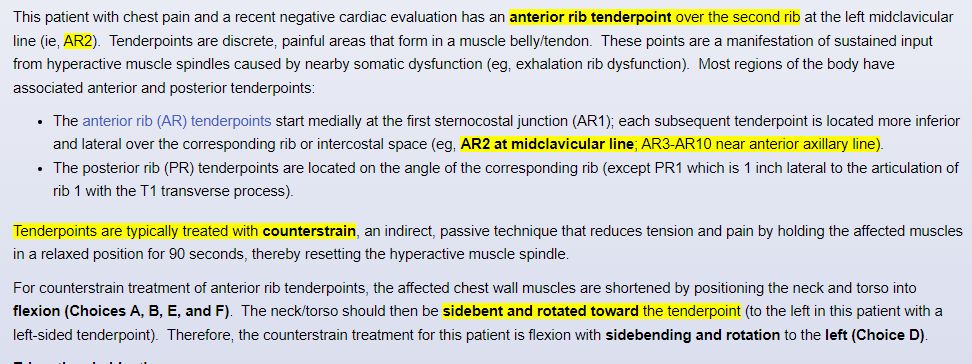 This patient with chest pain and a recent negative cardiac evaluation has an anterior rib tenderpoint over the second rib at the left midclavicular
line (ie, AR2).  Tenderpoints are discrete, painful areas that form in a muscle belly/tendon.  These points are a manifestation of sustained input
from hyperactive muscle spindles caused by nearby somatic dysfunction (eg, exhalation rib dysfunction).  Most regions of the body have
associated anterior and posterior tenderpoints:
• The anterior rib (AR) tenderpoints start medially at the first sternocostal junction (AR1); each subsequent tenderpoint is located more inferior
and lateral over the corresponding rib or intercostal space (eg, AR2 at midclavicular line; AR3-AR10 near anterior axillary line).
• The posterior rib (PR) tenderpoints are located on the angle of the corresponding rib (except PR1 which is 1 inch lateral to the articulation of
rib 1 with the T1 transverse process).
Tenderpoints are typically treated with counterstrain, an indirect, passive technique that reduces tension and pain by holding the affected muscles
in a relaxed position for 90 seconds, thereby resetting the hyperactive muscle spindle.
For counterstrain treatment of anterior rib tenderpoints, the affected chest wall muscles are shortened by positioning the neck and torso into
flexion (Choices A, B, E, and F).  The neck/torso should then be sidebent and rotated toward the tenderpoint (to the left in this patient with a
left-sided tenderpoint).  Therefore, the counterstrain treatment for this patient is flexion with sidebending and rotation to the left (Choice D).